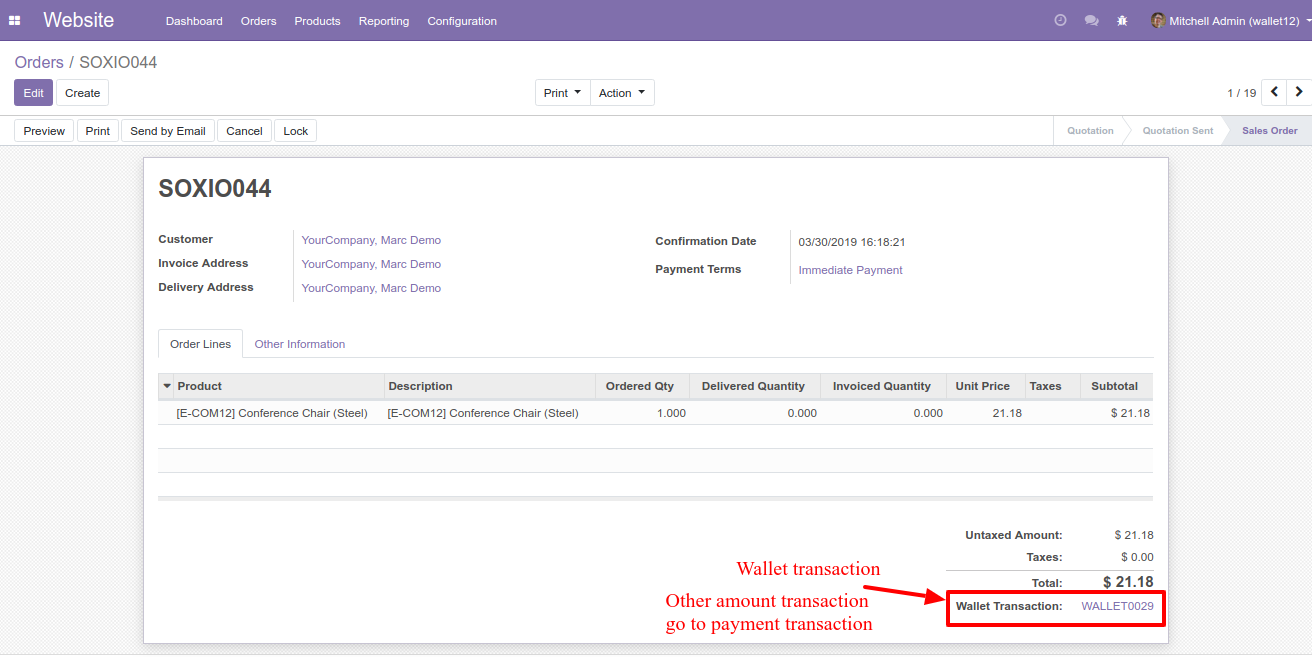 Website Dashboard Orders Products Reporting Configuration Mitchell Admin (wallet12)
Orders / SOXIO044
Edit Create Print Action 1 / 19
Preview Print Send by Email Cancel Lock Quotation Quotation Sent Sales Order
SOXIO044
Customer YourCompany, Marc Demo
Invoice Address YourCompany, Marc Demo
Delivery Address YourCompany, Marc Demo
Confirmation Date 03/30/2019 16:18:21
Payment Terms Immediate Payment
Order Lines Other Information
Product Description Ordered Qty Delivered Quantity Invoiced Quantity Unit Price Taxes Subtotal
[E-COM12] Conference Chair (Steel) [E-COM12] Conference Chair (Steel) 1.000 0.000 0.000 21.18 $ 21.18
Untaxed Amount: $ 21.18
Taxes: $ 0.00
Total: $ 21.18
Wallet Transaction: WALLET0029
Wallet transaction
Other amount transaction
go to payment transaction